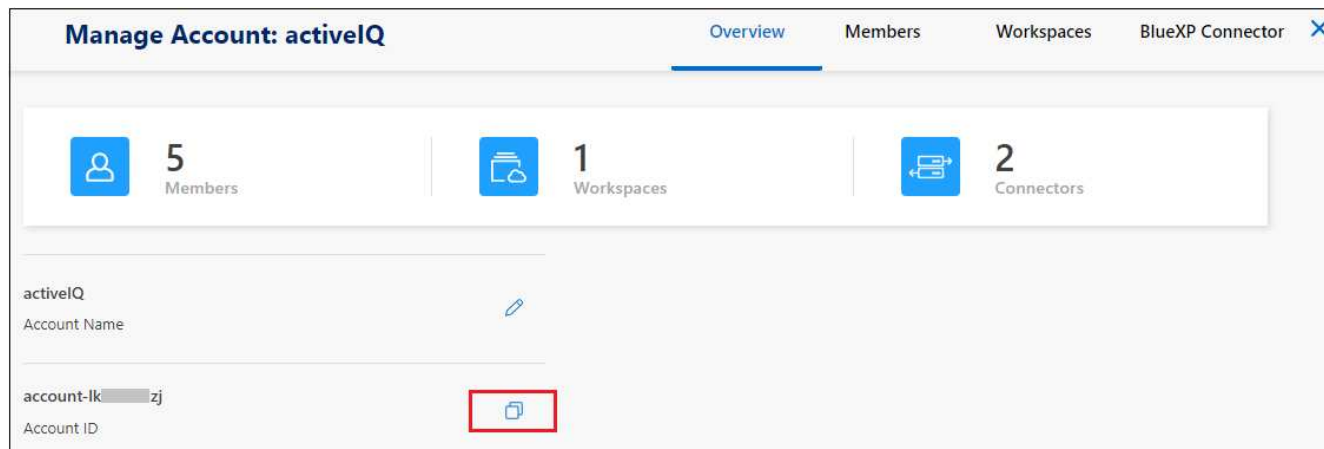 Manage Account: activeIQ
Overview
Members
Workspaces
BlueXP Connector
5
Members
1
Workspaces
2
Connectors
activeIQ
Account Name
account-lk zj
Account ID